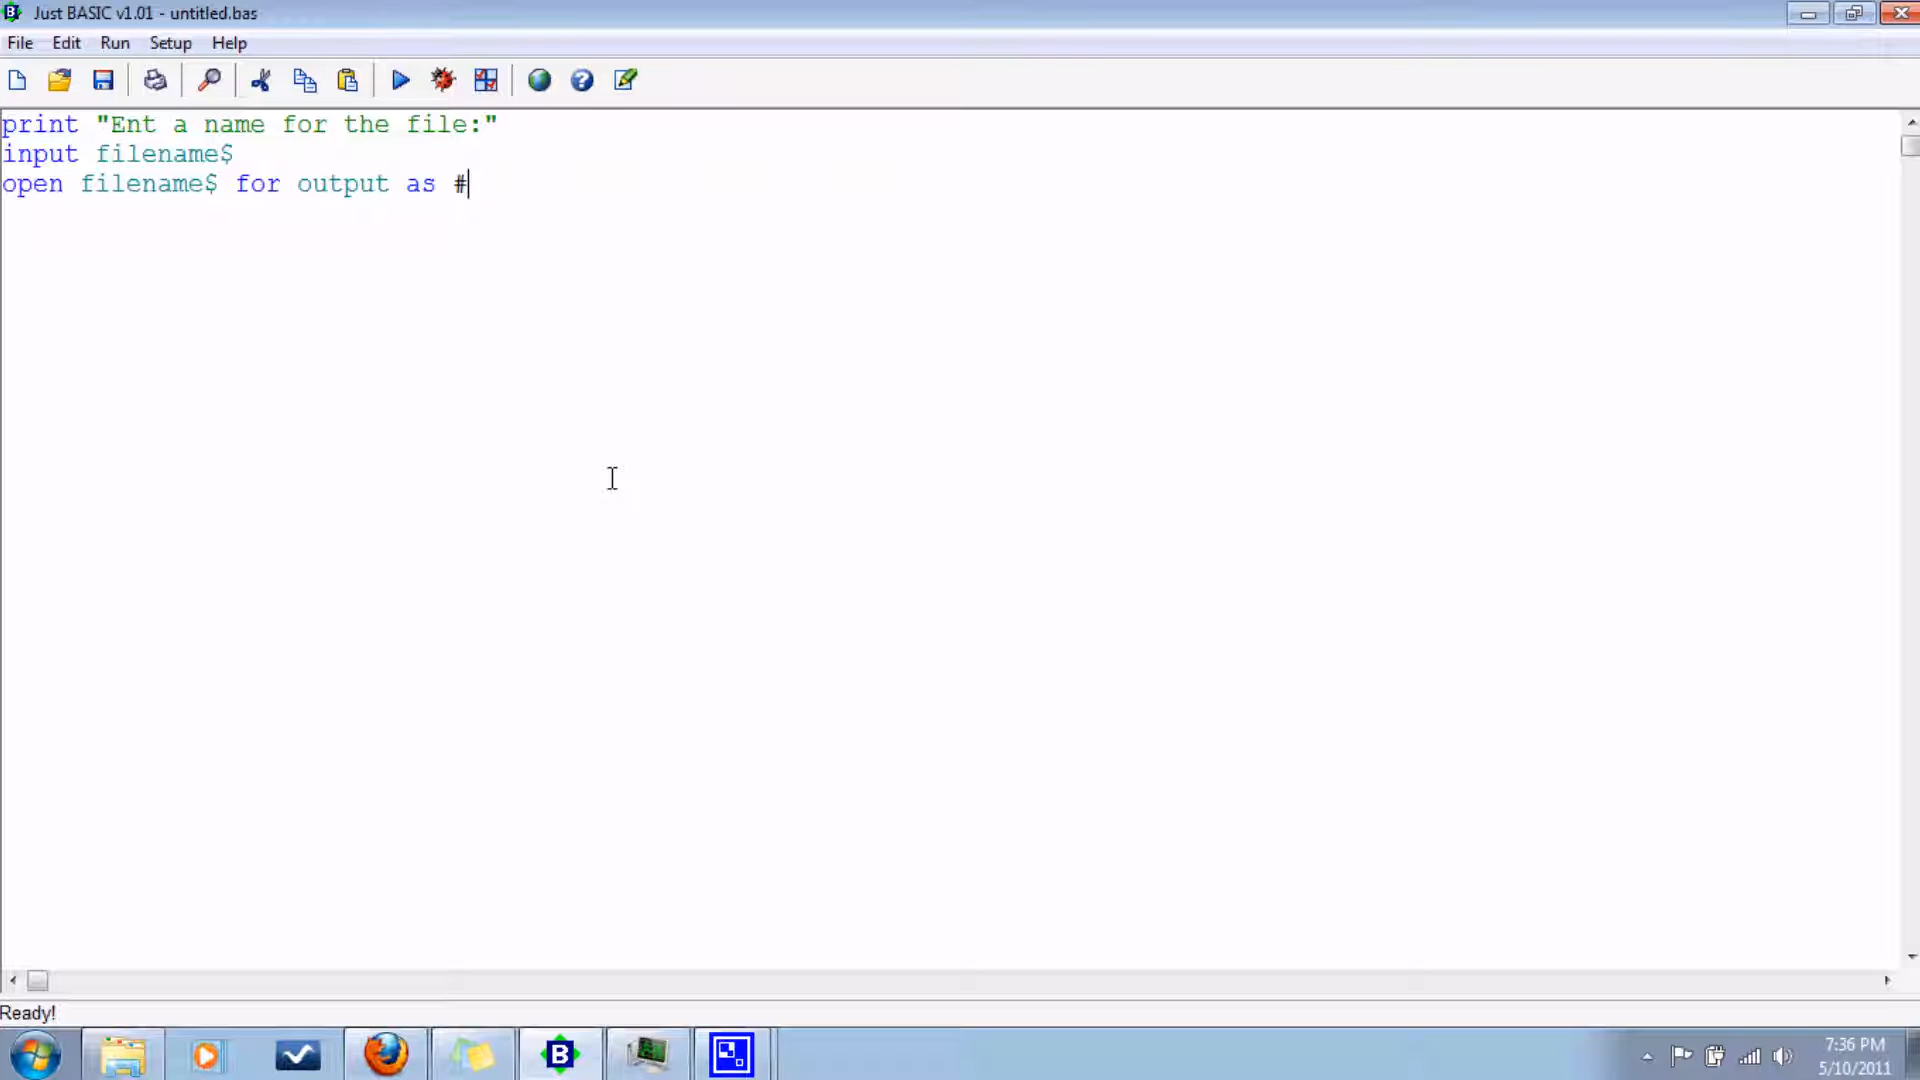 Just BASIC v1.01 - untitled.bas
File Edit Run Setup Help
print "Ent a name for the file:"
input filename$
open filename$ for output as #
Ready!
B
7:36 PM
5/10/2011